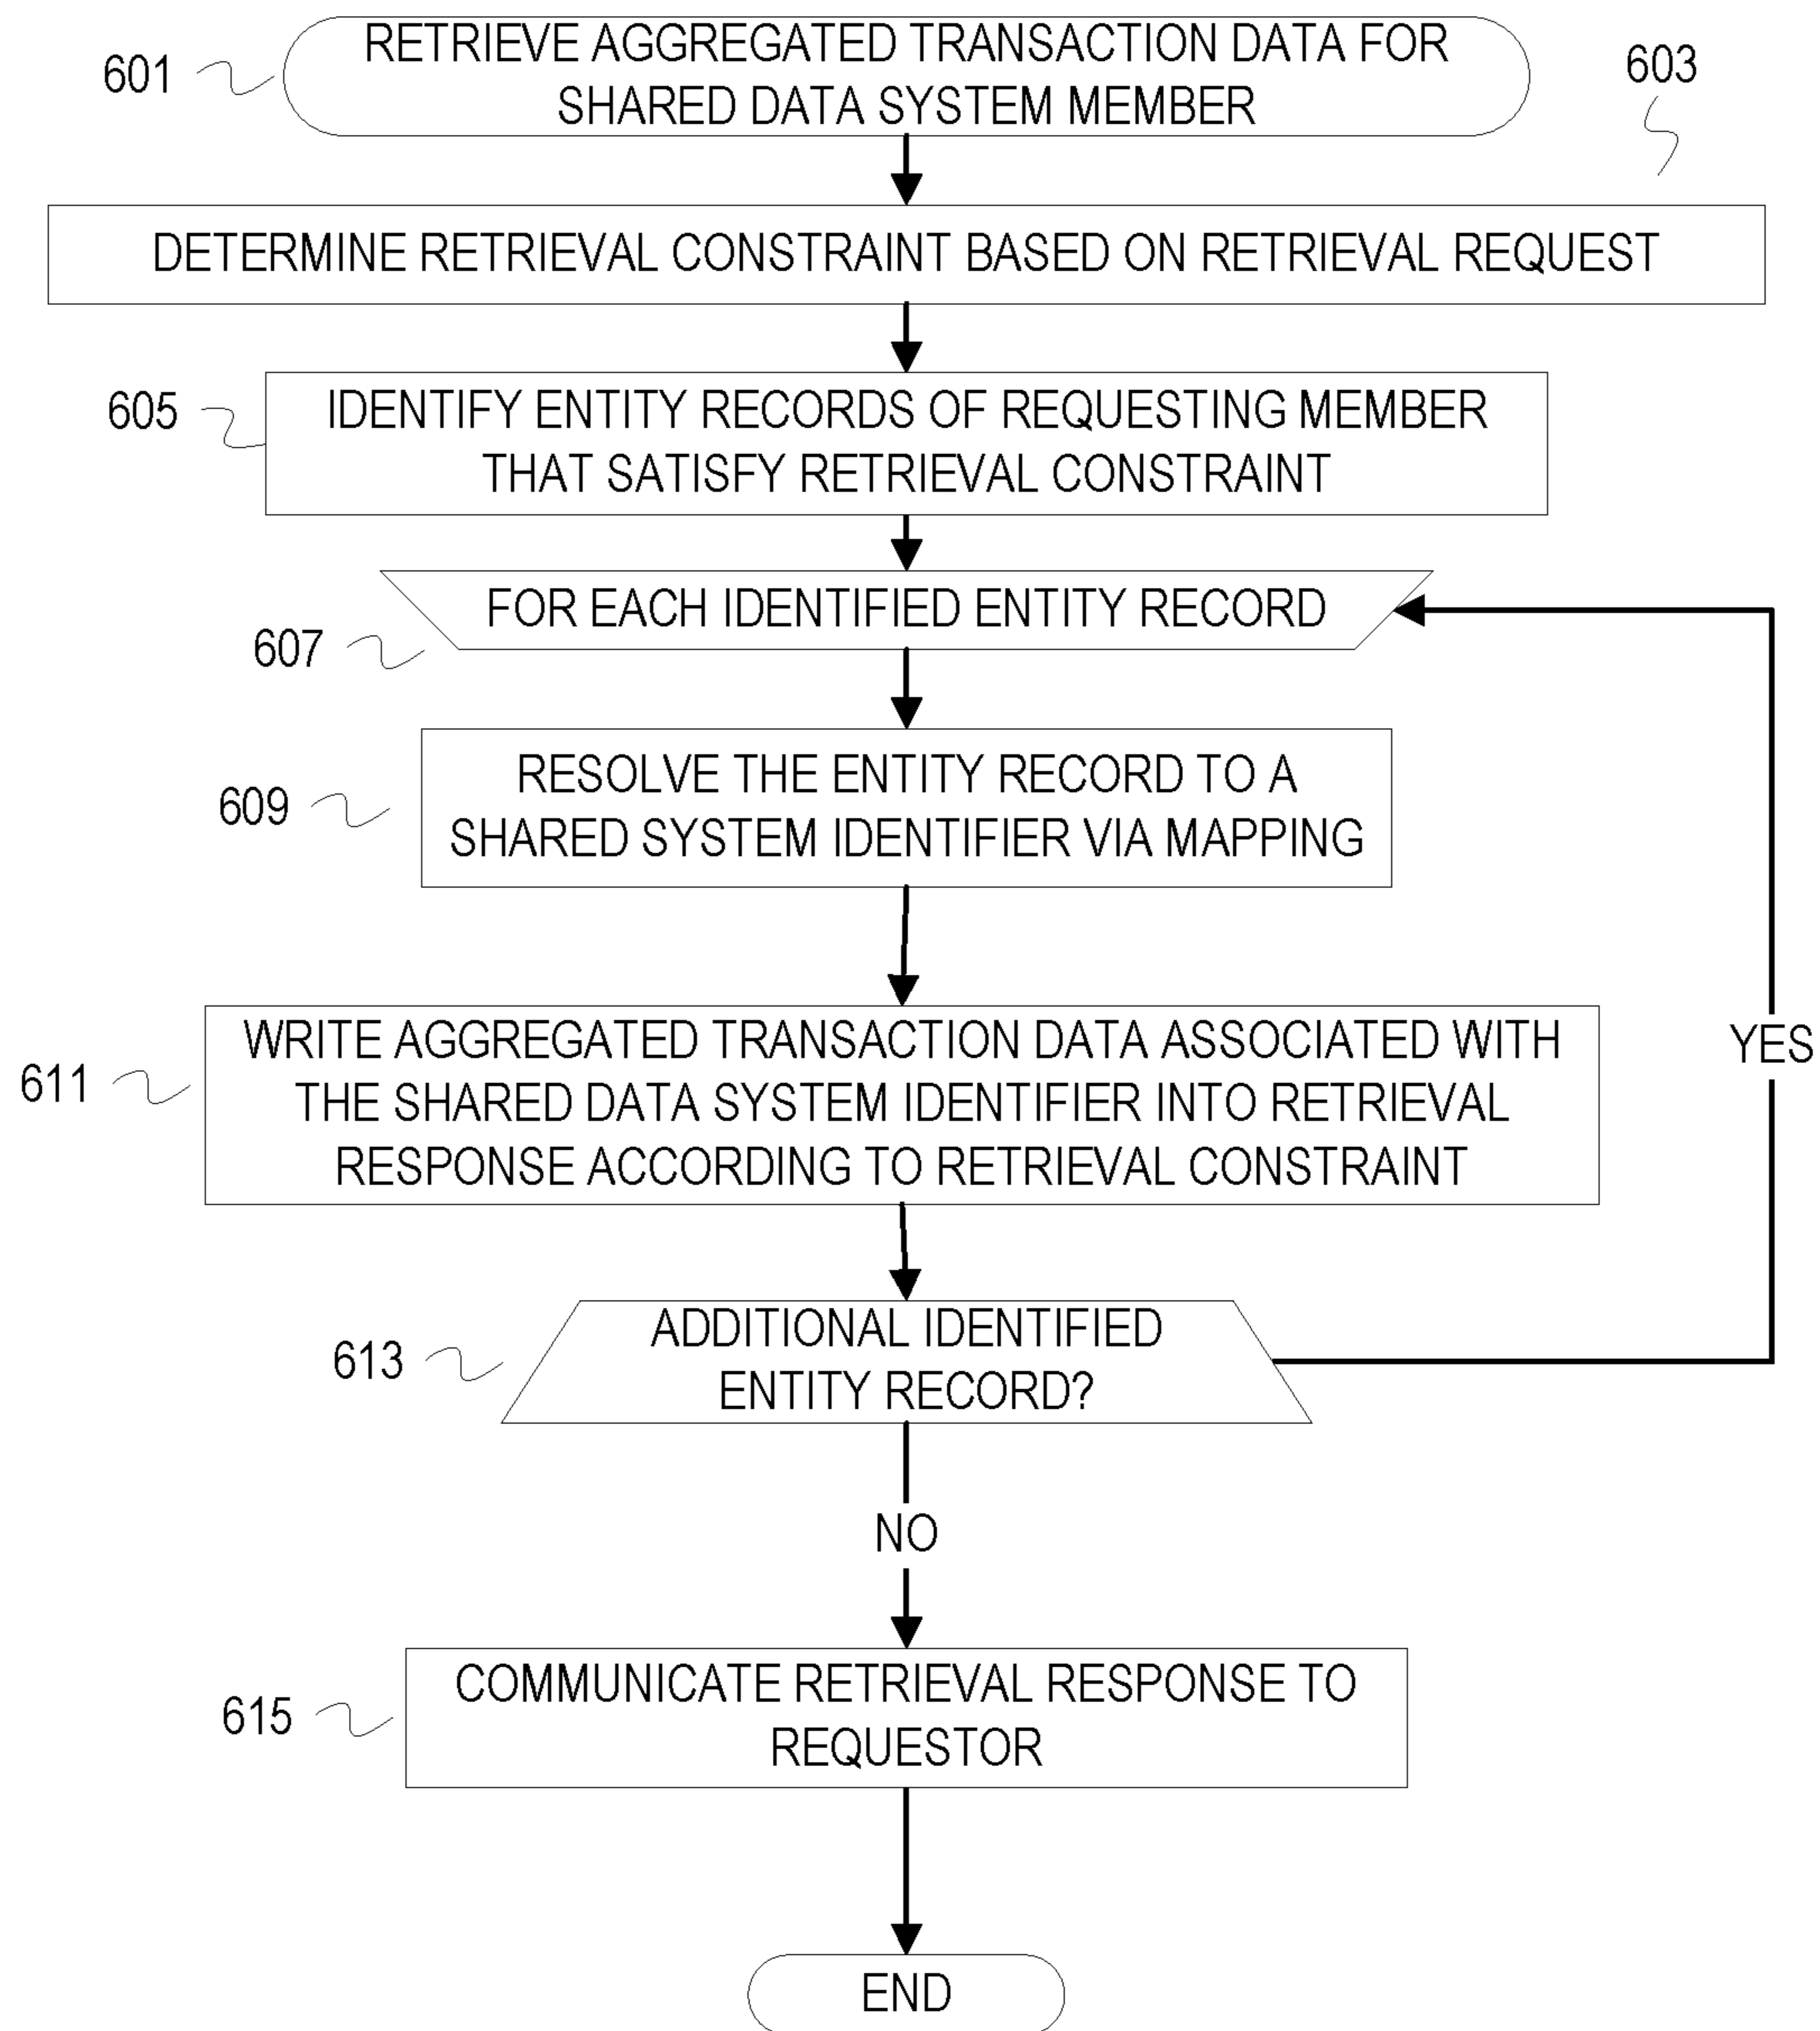 601
RETRIEVE AGGREGATED TRANSACTION DATA FOR
SHARED DATA SYSTEM MEMBER
603
DETERMINE RETRIEVAL CONSTRAINT BASED ON RETRIEVAL REQUEST
605
IDENTIFY ENTITY RECORDS OF REQUESTING MEMBER
THAT SATISFY RETRIEVAL CONSTRAINT
607
FOR EACH IDENTIFIED ENTITY RECORD
609
RESOLVE THE ENTITY RECORD TO A
SHARED SYSTEM IDENTIFIER VIA MAPPING
611
WRITE AGGREGATED TRANSACTION DATA ASSOCIATED WITH
THE SHARED DATA SYSTEM IDENTIFIER INTO RETRIEVAL
RESPONSE ACCORDING TO RETRIEVAL CONSTRAINT
YES
613
ADDITIONAL IDENTIFIED
ENTITY RECORD?
NO
615
COMMUNICATE RETRIEVAL RESPONSE TO
REQUESTOR
END